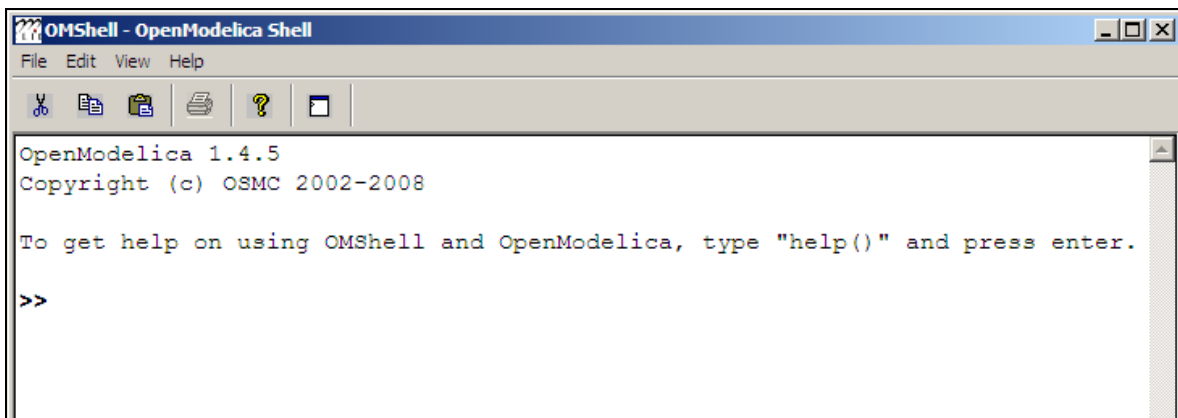 OMShell - OpenModelica Shell
File Edit View Help
OpenModelica 1.4.5
Copyright (c) OSMC 2002-2008
To get help on using OMShell and OpenModelica, type "help()" and press enter.
>>